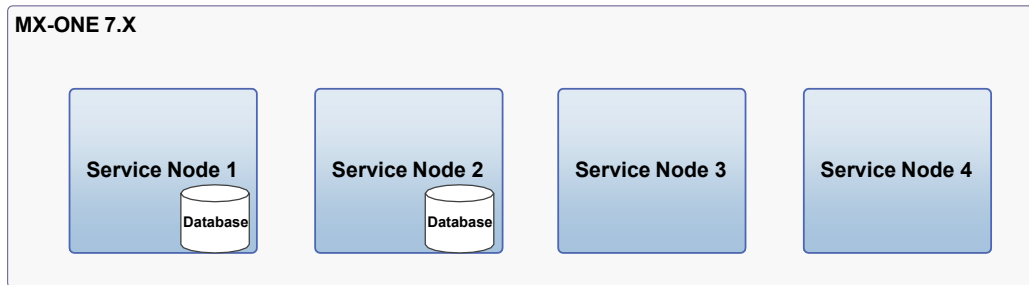 MX-ONE 7.X
Service Node 1
Database
Service Node 2
Database
Service Node 3
Service Node 4